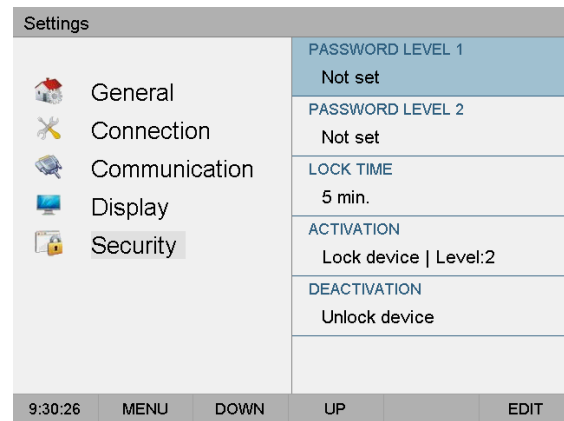 Settings
General
Connection
Communication
Display
Security
PASSWORD LEVEL 1
Not set
PASSWORD LEVEL 2
Not set
LOCK TIME
5 min.
ACTIVATION
Lock device | Level:2
DEACTIVATION
Unlock device
9:30:26 MENU DOWN UP EDIT